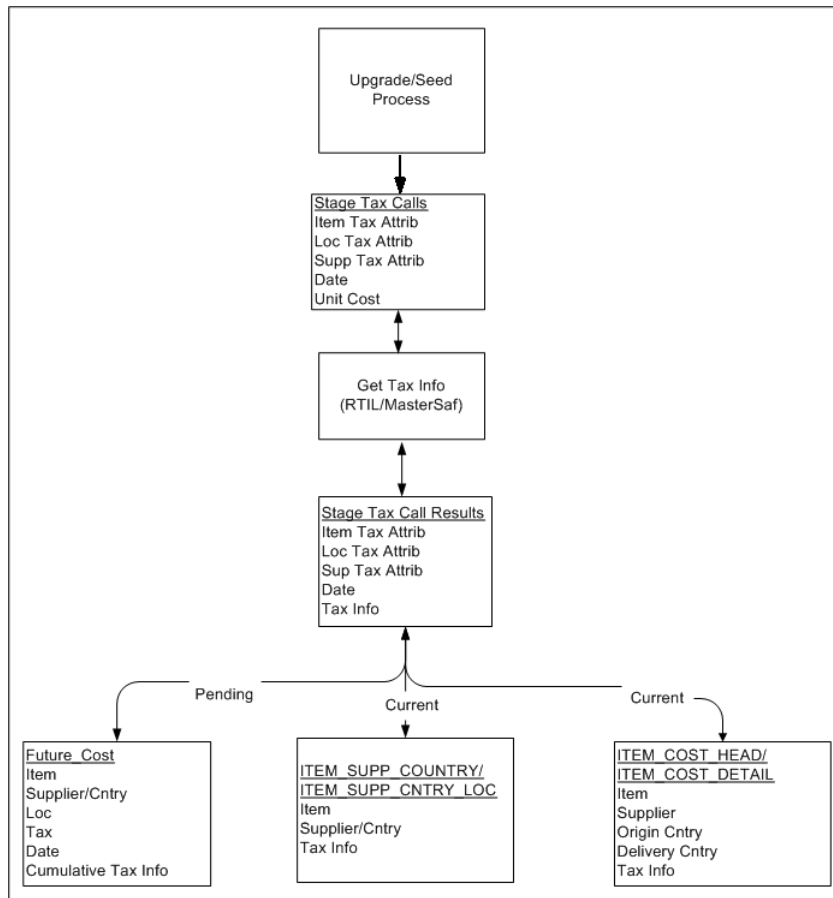 Upgrade/Seed
Process
Stage Tax Calls
Item Tax Attrib
Loc Tax Attrib
Supp Tax Attrib
Date
Unit Cost
Get Tax Info
(RTIL/MasterSaf)
Stage Tax Call Results
Item Tax Attrib
Loc Tax Attrib
Sup Tax Attrib
Date
Tax Info
Pending
Current
Current
Future_Cost
Item
Supplier/Cntry
Loc
Tax
Date
Cumulative Tax Info
ITEM_SUPP_COUNTRY/
ITEM_SUPP_CNTRY_LOC
Item
Supplier/Cntry
Tax Info
ITEM_COST_HEAD/
ITEM_COST_DETAIL
Item
Supplier
Origin Cntry
Delivery Cntry
Tax Info